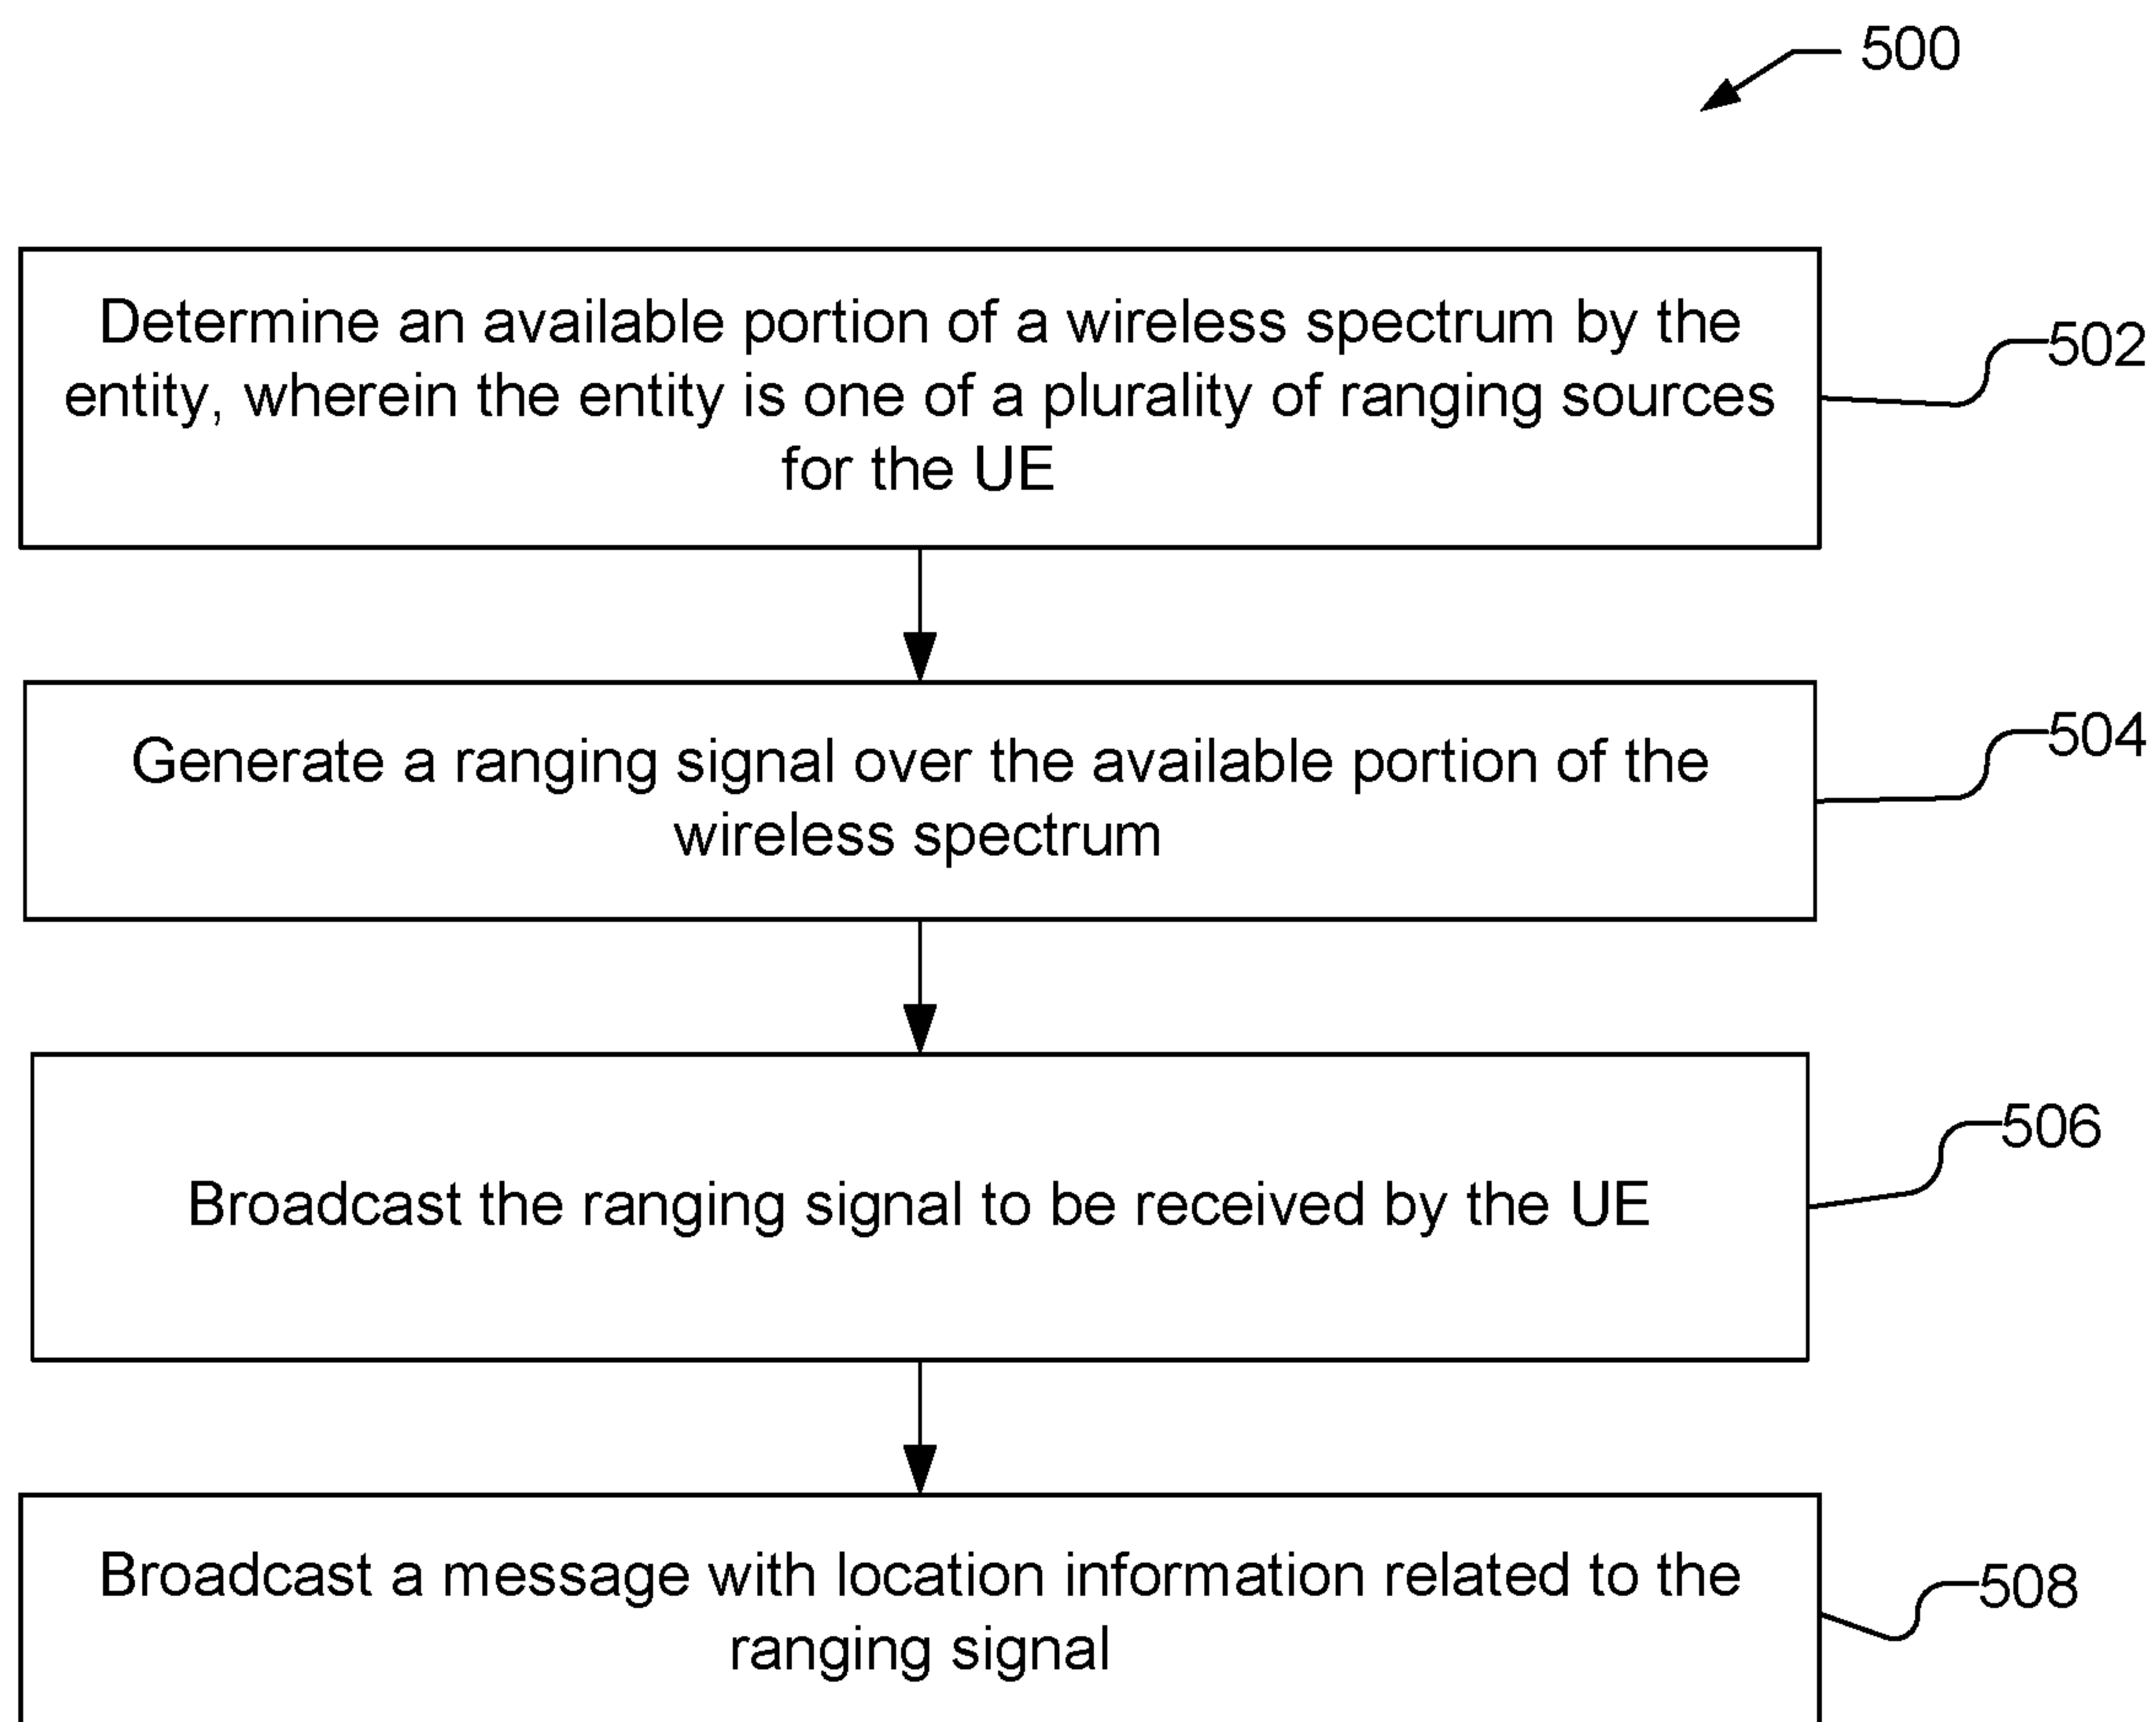 500
Determine an available portion of a wireless spectrum by the
entity, wherein the entity is one of a plurality of ranging sources
for the UE
502
Generate a ranging signal over the available portion of the
wireless spectrum
504
Broadcast the ranging signal to be received by the UE
506
Broadcast a message with location information related to the
ranging signal
508